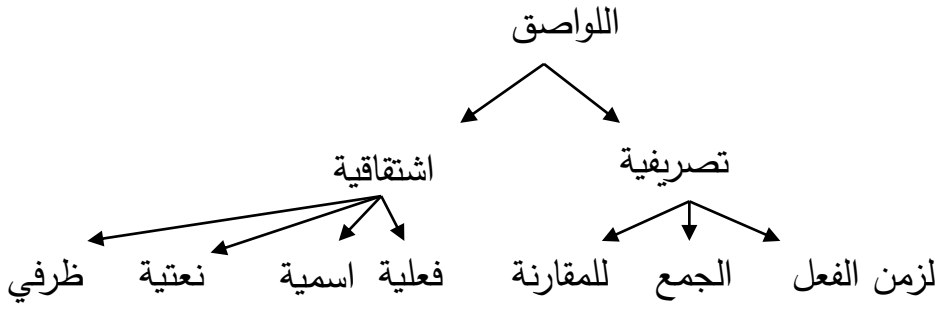 اللواصق
تصريفية اشتقاقية
لزمن الفعل الجمع للمقارنة فعلية اسمية نعتية ظرفي